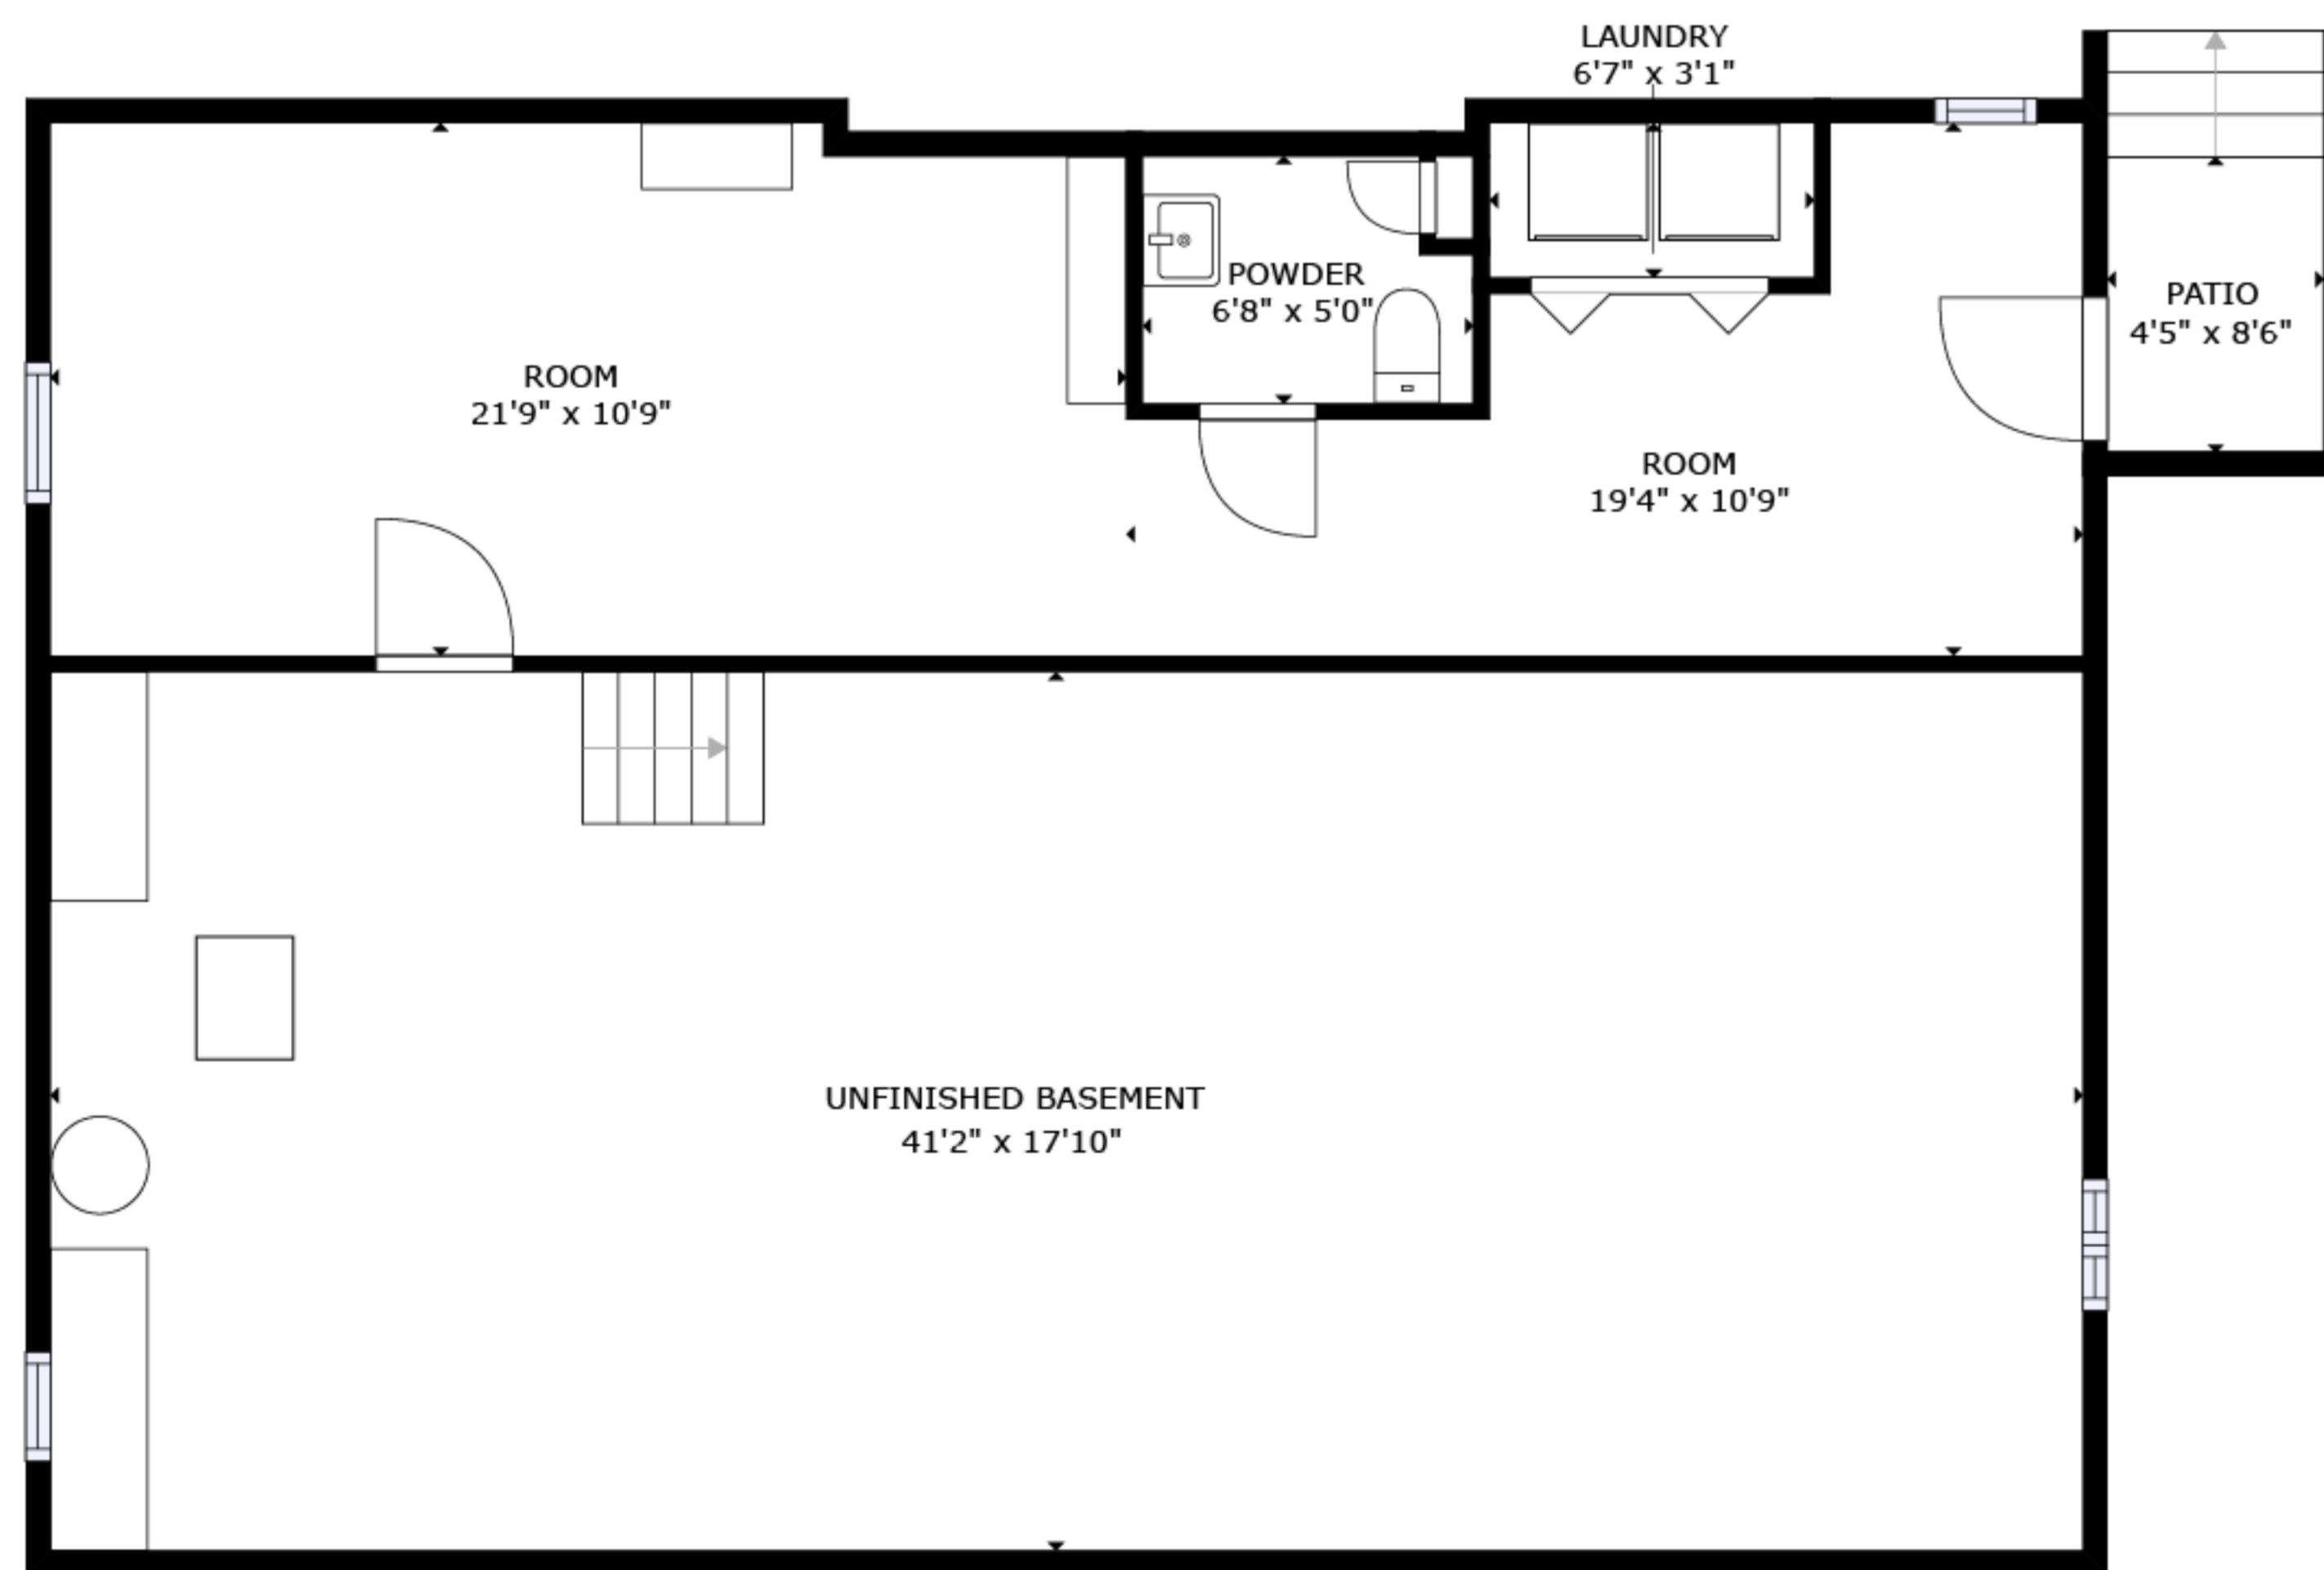 LAUNDRY
6'7" x 3'1"
POWDER
6'8" x 5'0"
PATIO
4'5" x 8'6"
ROOM
21'9" x 10'9"
ROOM
19'4" x 10'9"
UNFINISHED BASEMENT
41'2" x 17'10"